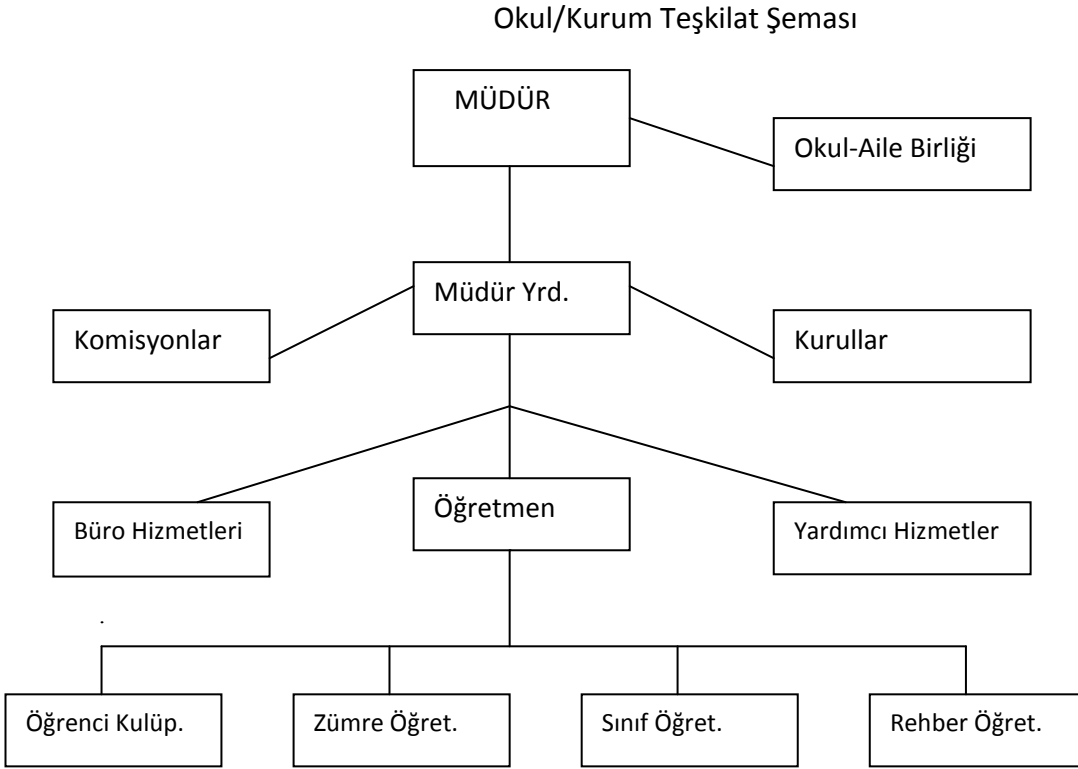 Okul/Kurum Teşkilat Şeması
MÜDÜR
Okul-Aile Birliği
Müdür Yrd.
Komisyonlar
Kurullar
Büro Hizmetleri
Öğretmen
Yardımcı Hizmetler
.
Öğrenci Kulüp.
Zümre Öğret.
Sınıf Öğret.
Rehber Öğret.